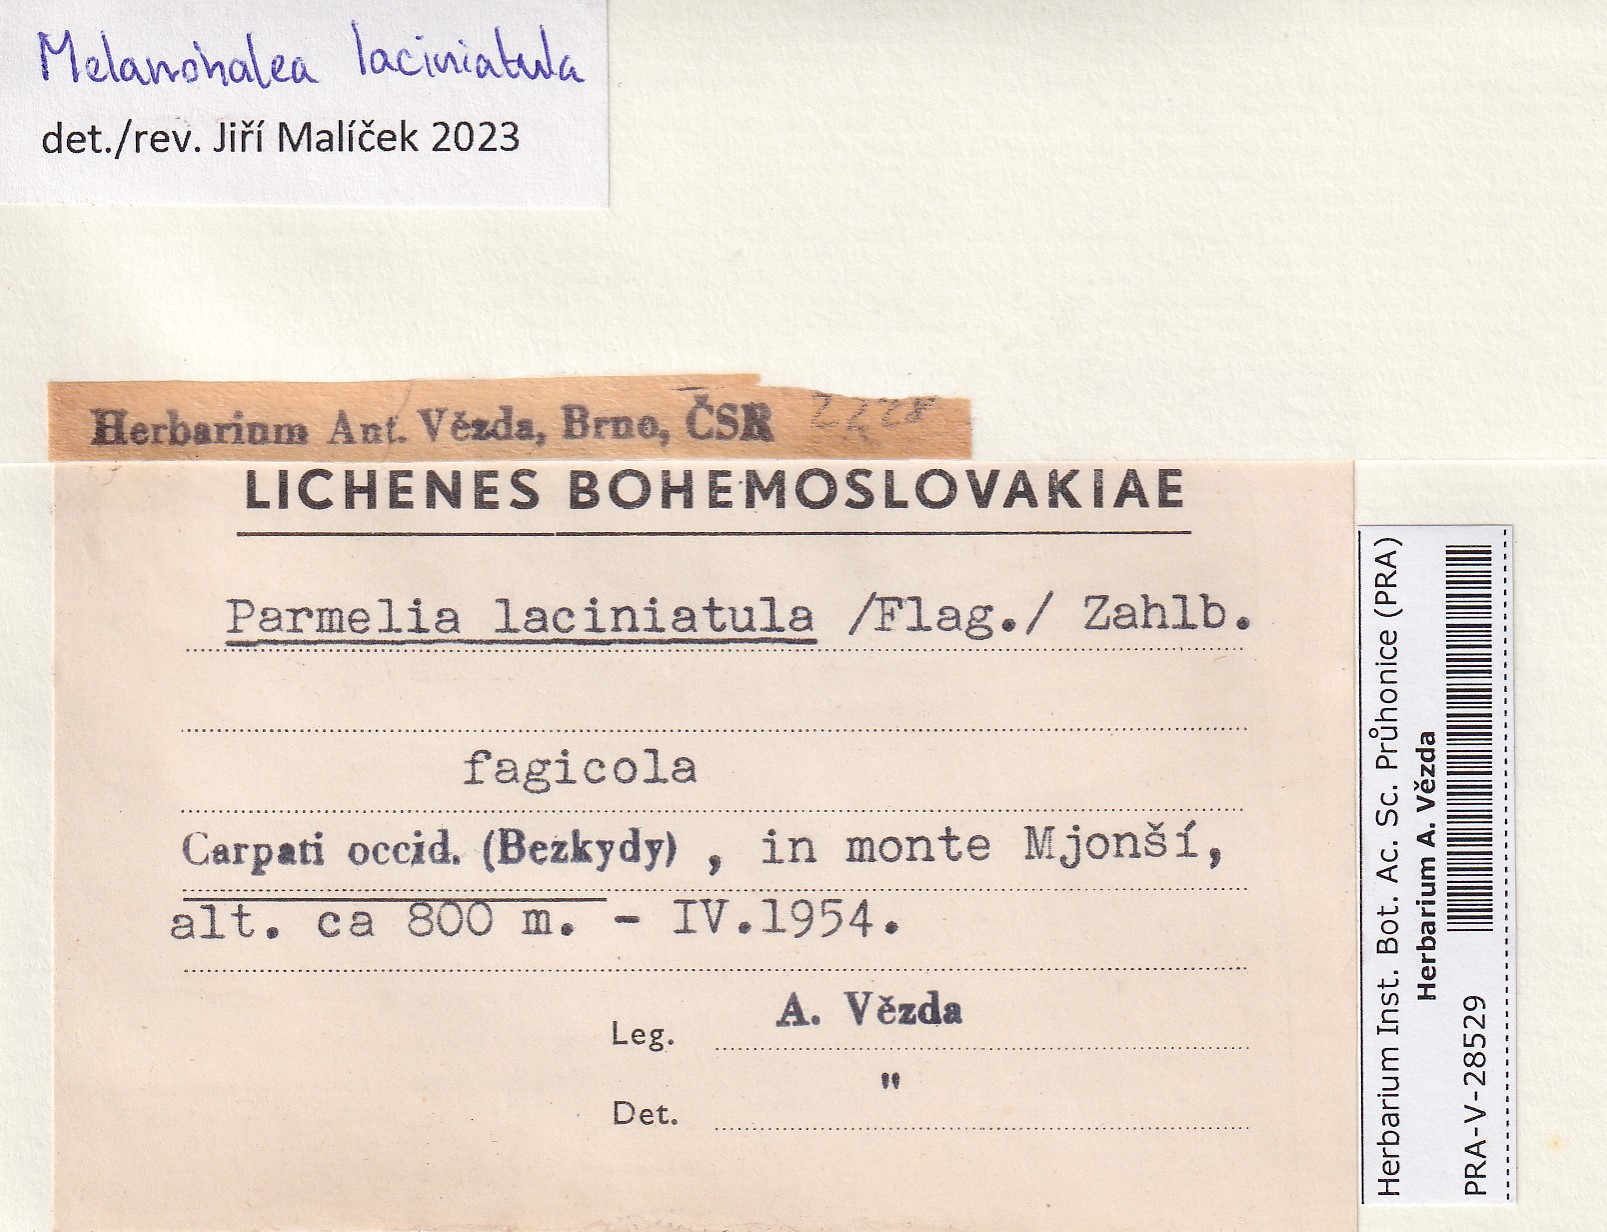 Melanohalea laciniatula
det./rev. Jiří Malíček 2023
Herbarium Ant. Vězda, Brno, ČSR
LICHENES BOHEMOSLOVAKIAE
Parmelia laciniatula /Flag./ Zahlb.
fagicola
Carpati occid. (Bezkydy) , in monte Mjonší,
alt. ca 800 m. - IV.1954.
Leg. A. Vězda
Det. "
Herbarium Inst. Bot. Ac. Sc. Průhonice (PRA)
Herbarium A. Vězda
PRA-V-28529